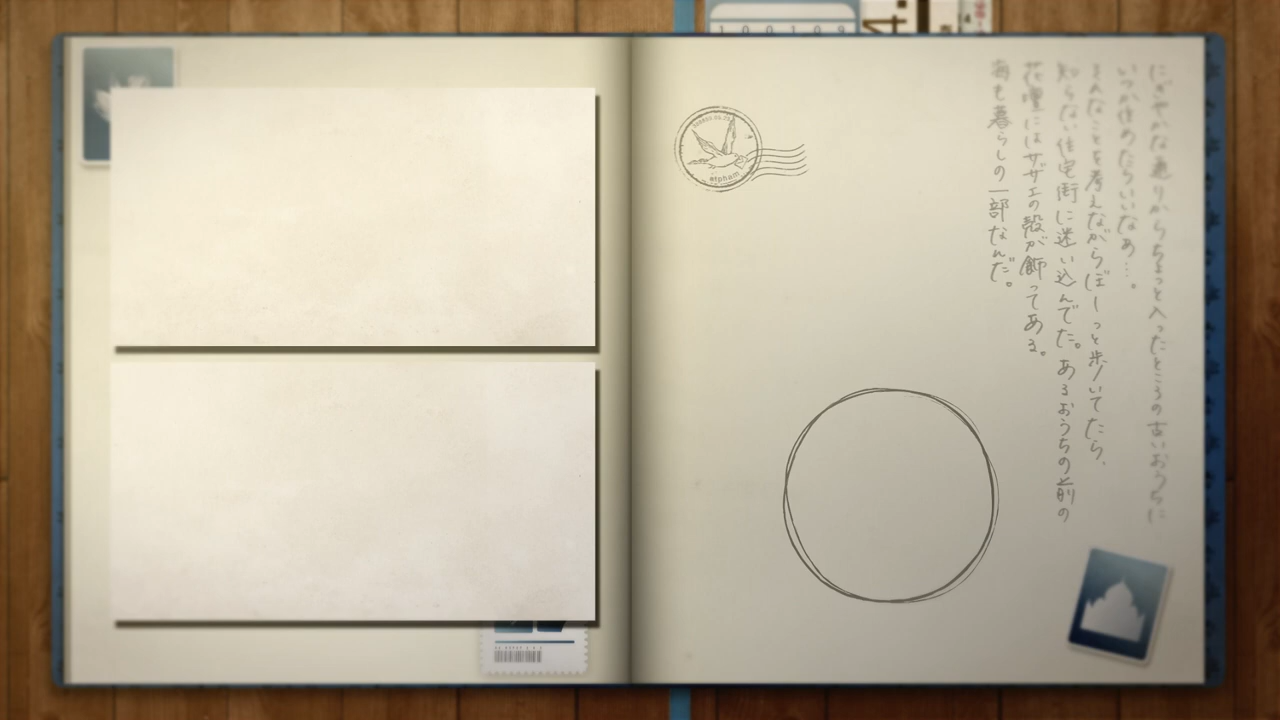 にぎやかな通りからちょっと入ったところの古いおうちに
いつか住めたらいいなぁ…。
そんなことを考えながらぼーっと歩いてたら、
知らない住宅街に迷い込んでた。あるおうちの前の
花壇にはサザエの殻が飾ってある。
海も暮らしの一部なんだ。
atpham
100109